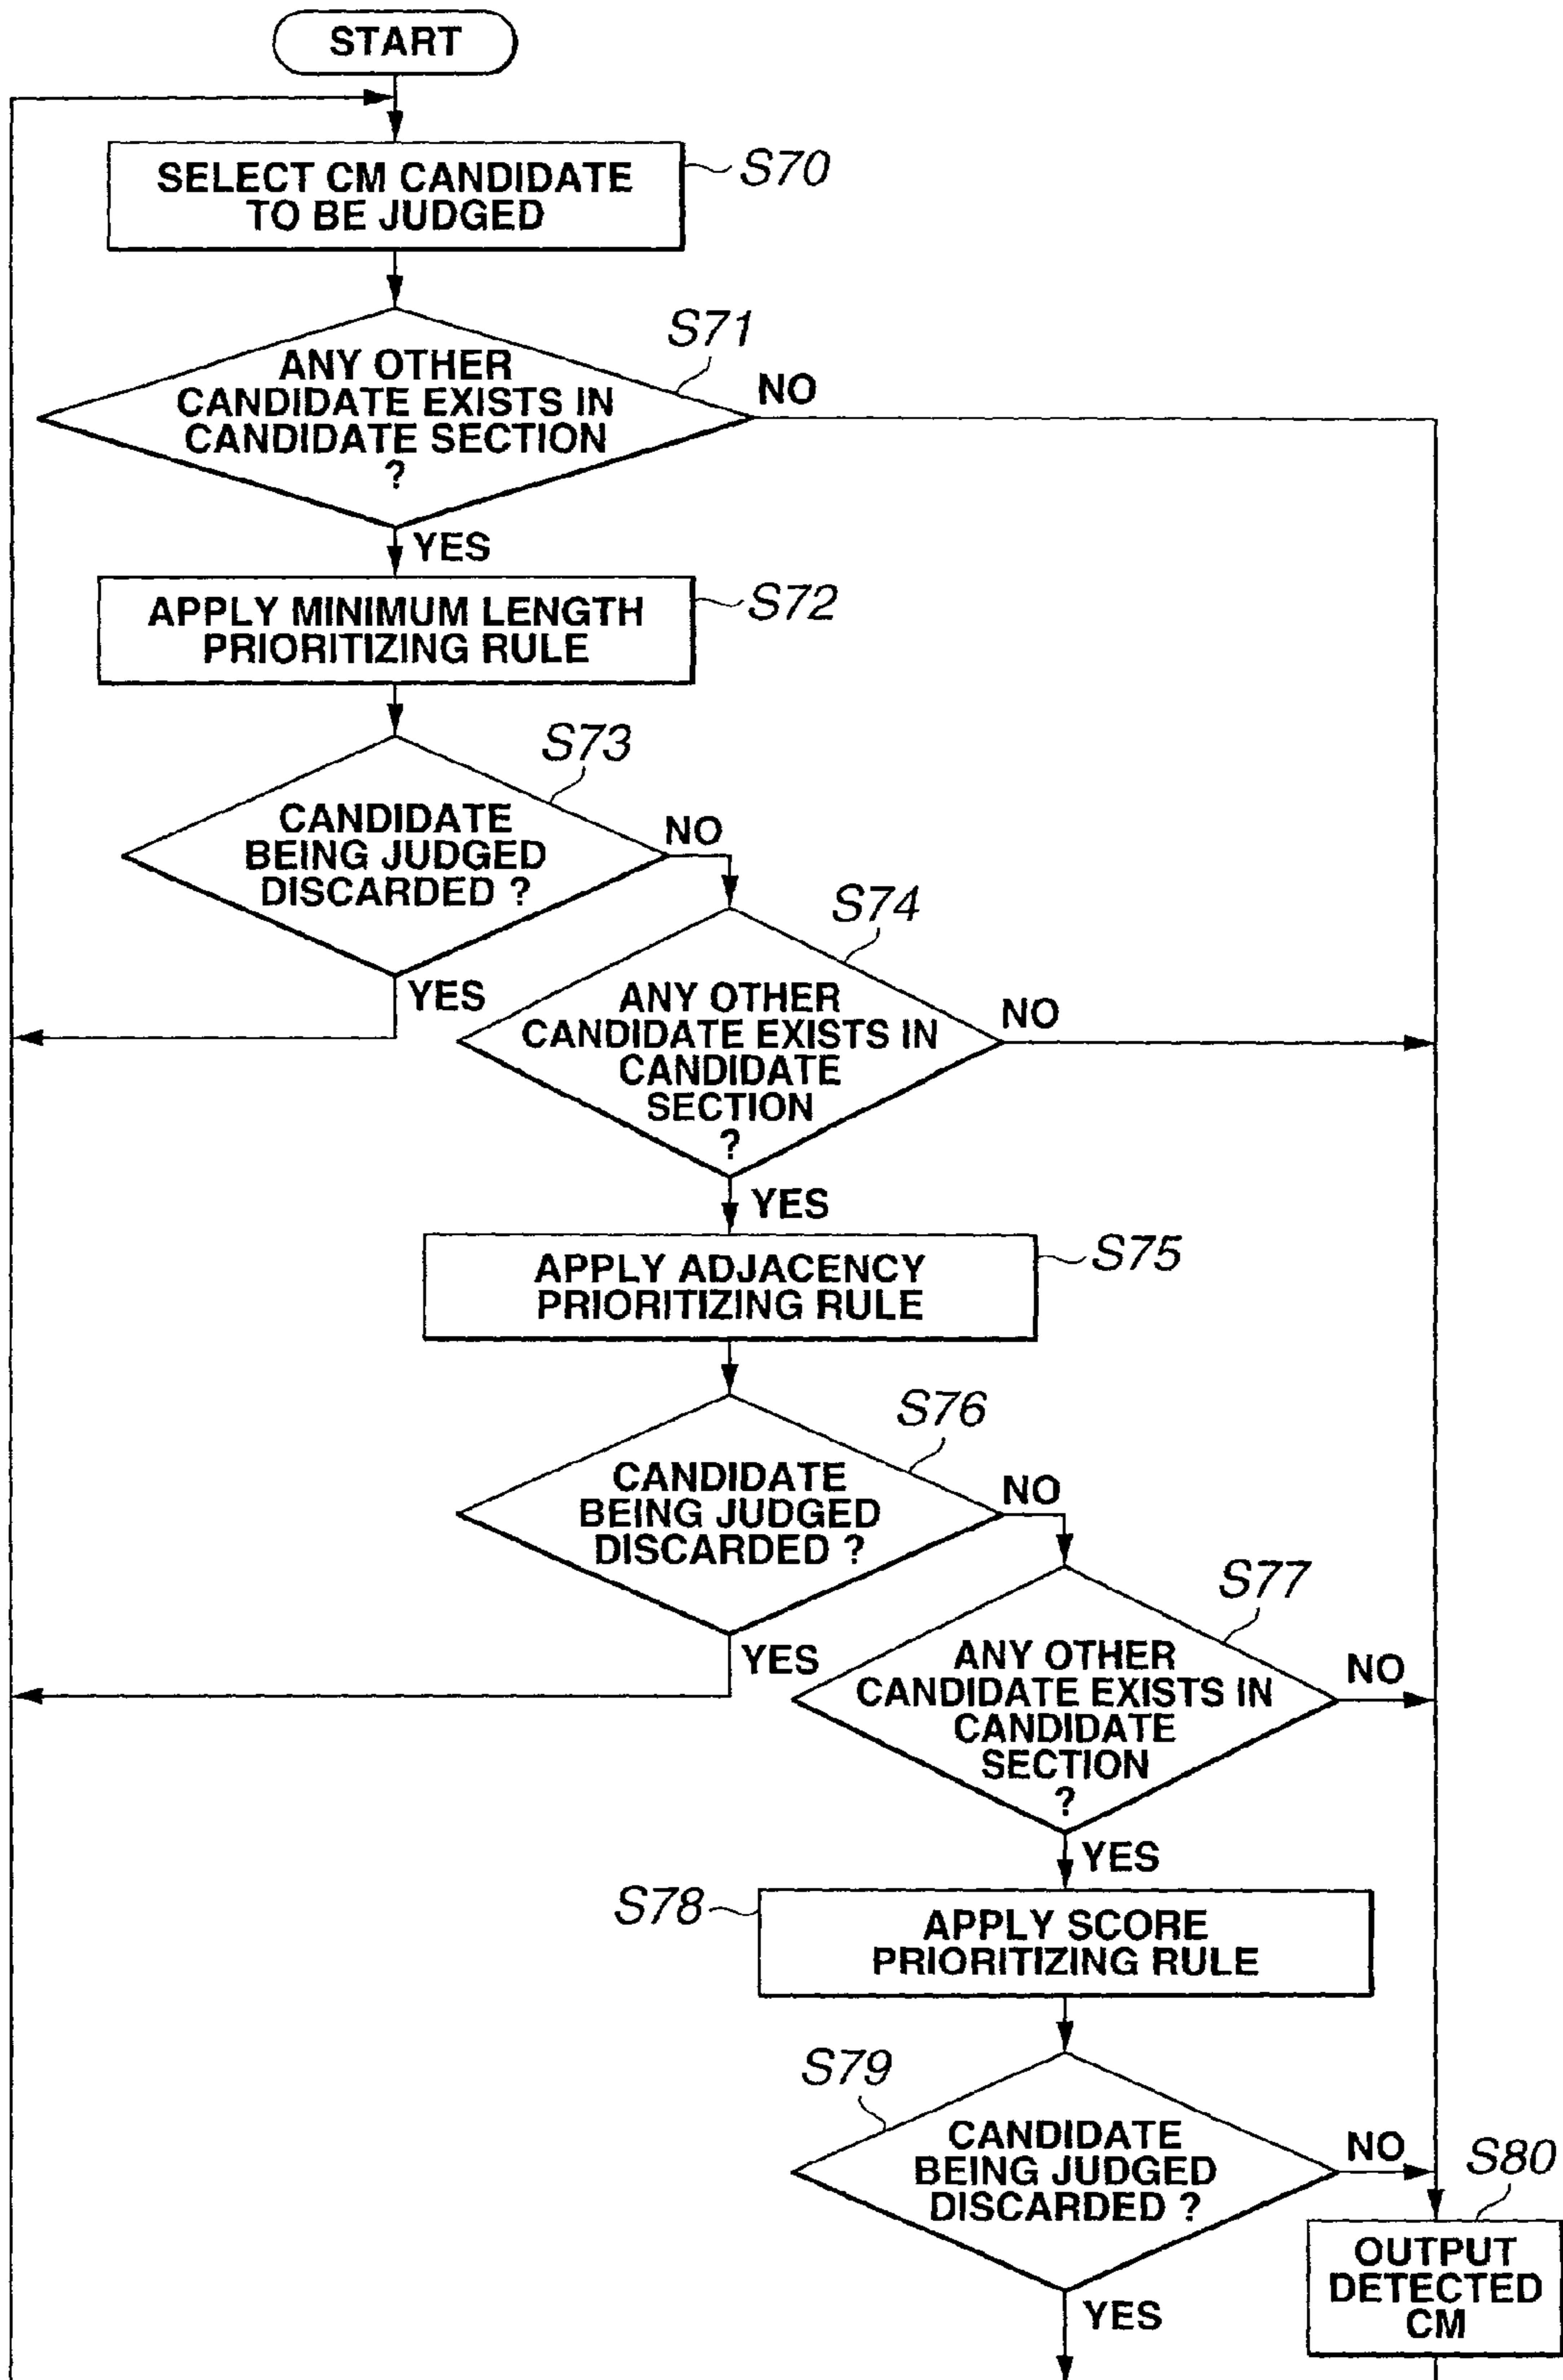 START
SELECT CM CANDIDATE
TO BE JUDGED
S70
S71
ANY OTHER
CANDIDATE EXISTS IN
CANDIDATE SECTION
?
NO
YES
APPLY MINIMUM LENGTH
PRIORITIZING RULE
S72
S73
CANDIDATE
BEING JUDGED
DISCARDED ?
NO
YES
S74
ANY OTHER
CANDIDATE EXISTS IN
CANDIDATE
SECTION
?
NO
YES
APPLY ADJACENCY
PRIORITIZING RULE
S75
S76
CANDIDATE
BEING JUDGED
DISCARDED ?
NO
YES
S77
ANY OTHER
CANDIDATE EXISTS IN
CANDIDATE
SECTION
?
NO
YES
S78
APPLY SCORE
PRIORITIZING RULE
S79
CANDIDATE
BEING JUDGED
DISCARDED ?
NO
YES
S80
OUTPUT
DETECTED
CM